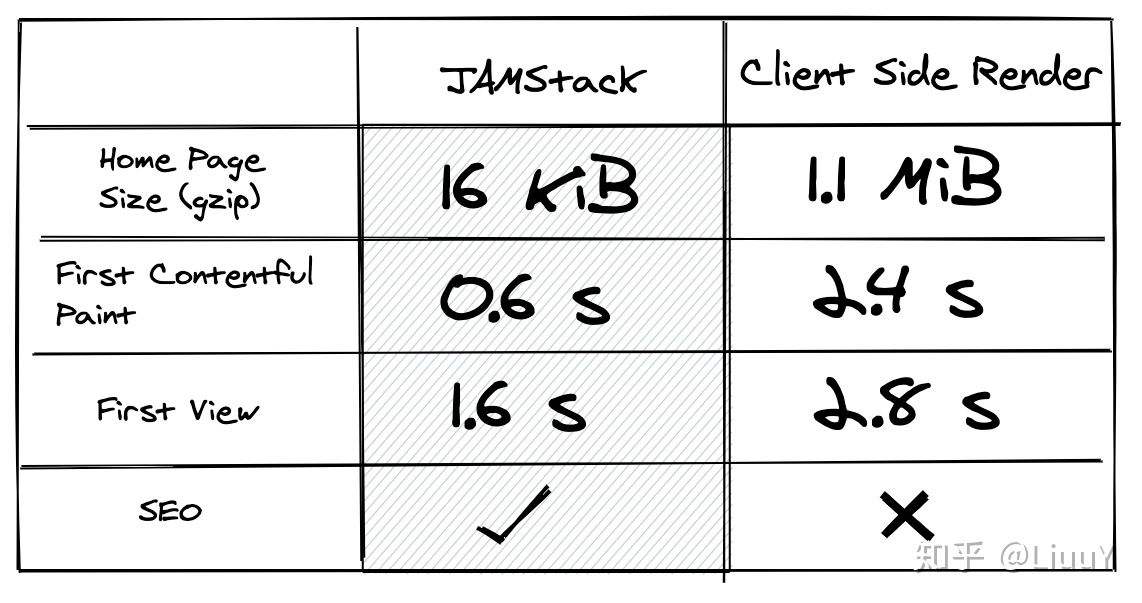 JAMStack
Client Side Render
Home Page
Size (gzip)
16 KiB
1.1 MiB
First Contentful
Paint
0.6 s
2.4 s
First View
1.6 s
2.8 s
SEO
知乎 @LiuuY